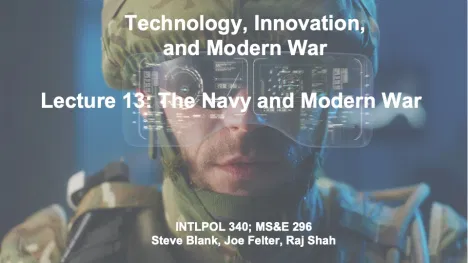 Technology, Innovation,
and Modern War
Lecture 13: The Navy and Modern War
INTLPOL 340; MS&E 296
Steve Blank, Joe Felter, Raj Shah